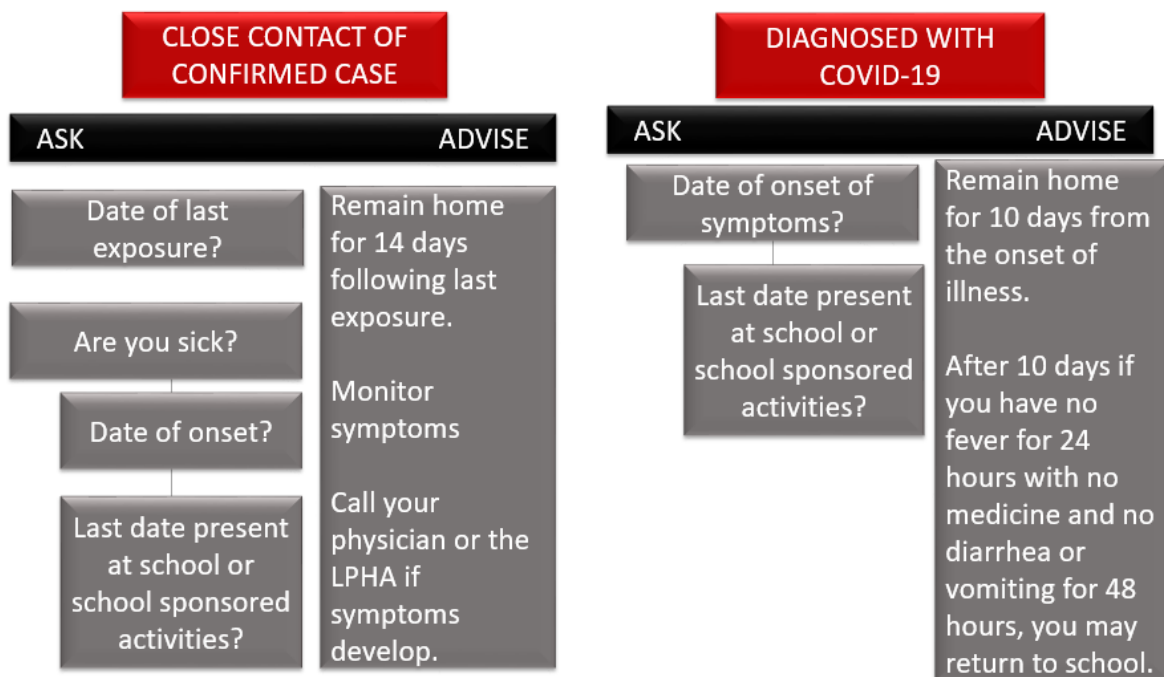 CLOSE CONTACT OF
CONFIRMED CASE
ASK
ADVISE
Date of last
exposure?
Are you sick?
Date of onset?
Last date present
at school or
school sponsored
activities?
Remain home
for 14 days
following last
exposure.
Monitor
symptoms
Call your
physician or the
LPHA if
symptoms
develop.
DIAGNOSED WITH
COVID-19
ASK
ADVISE
Date of onset of
symptoms?
Last date present
at school or
school sponsored
activities?
Remain home
for 10 days from
the onset of
illness.
After 10 days if
you have no
fever for 24
hours with no
medicine and no
diarrhea or
vomiting for 48
hours, you may
return to school.